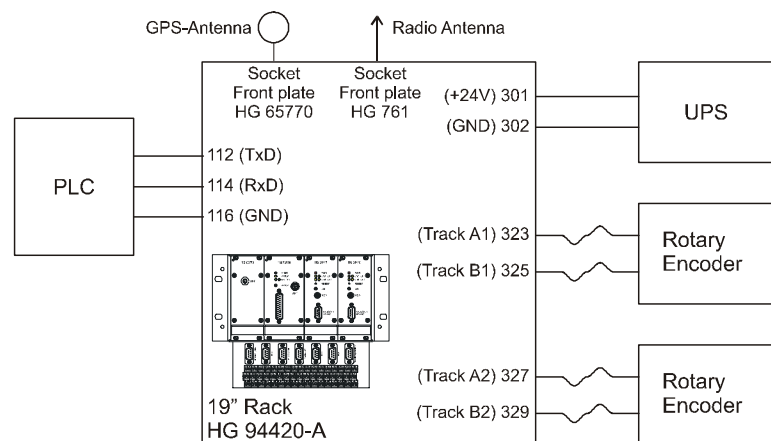 GPS-Antenna
Radio Antenna
Socket
Front plate
HG 65770
Socket
Front plate
HG 761
(+24V) 301
(GND) 302
UPS
PLC
112 (TxD)
114 (RxD)
116 (GND)
(Track A1) 323
(Track B1) 325
Rotary
Encoder
(Track A2) 327
(Track B2) 329
Rotary
Encoder
19" Rack
HG 94420-A